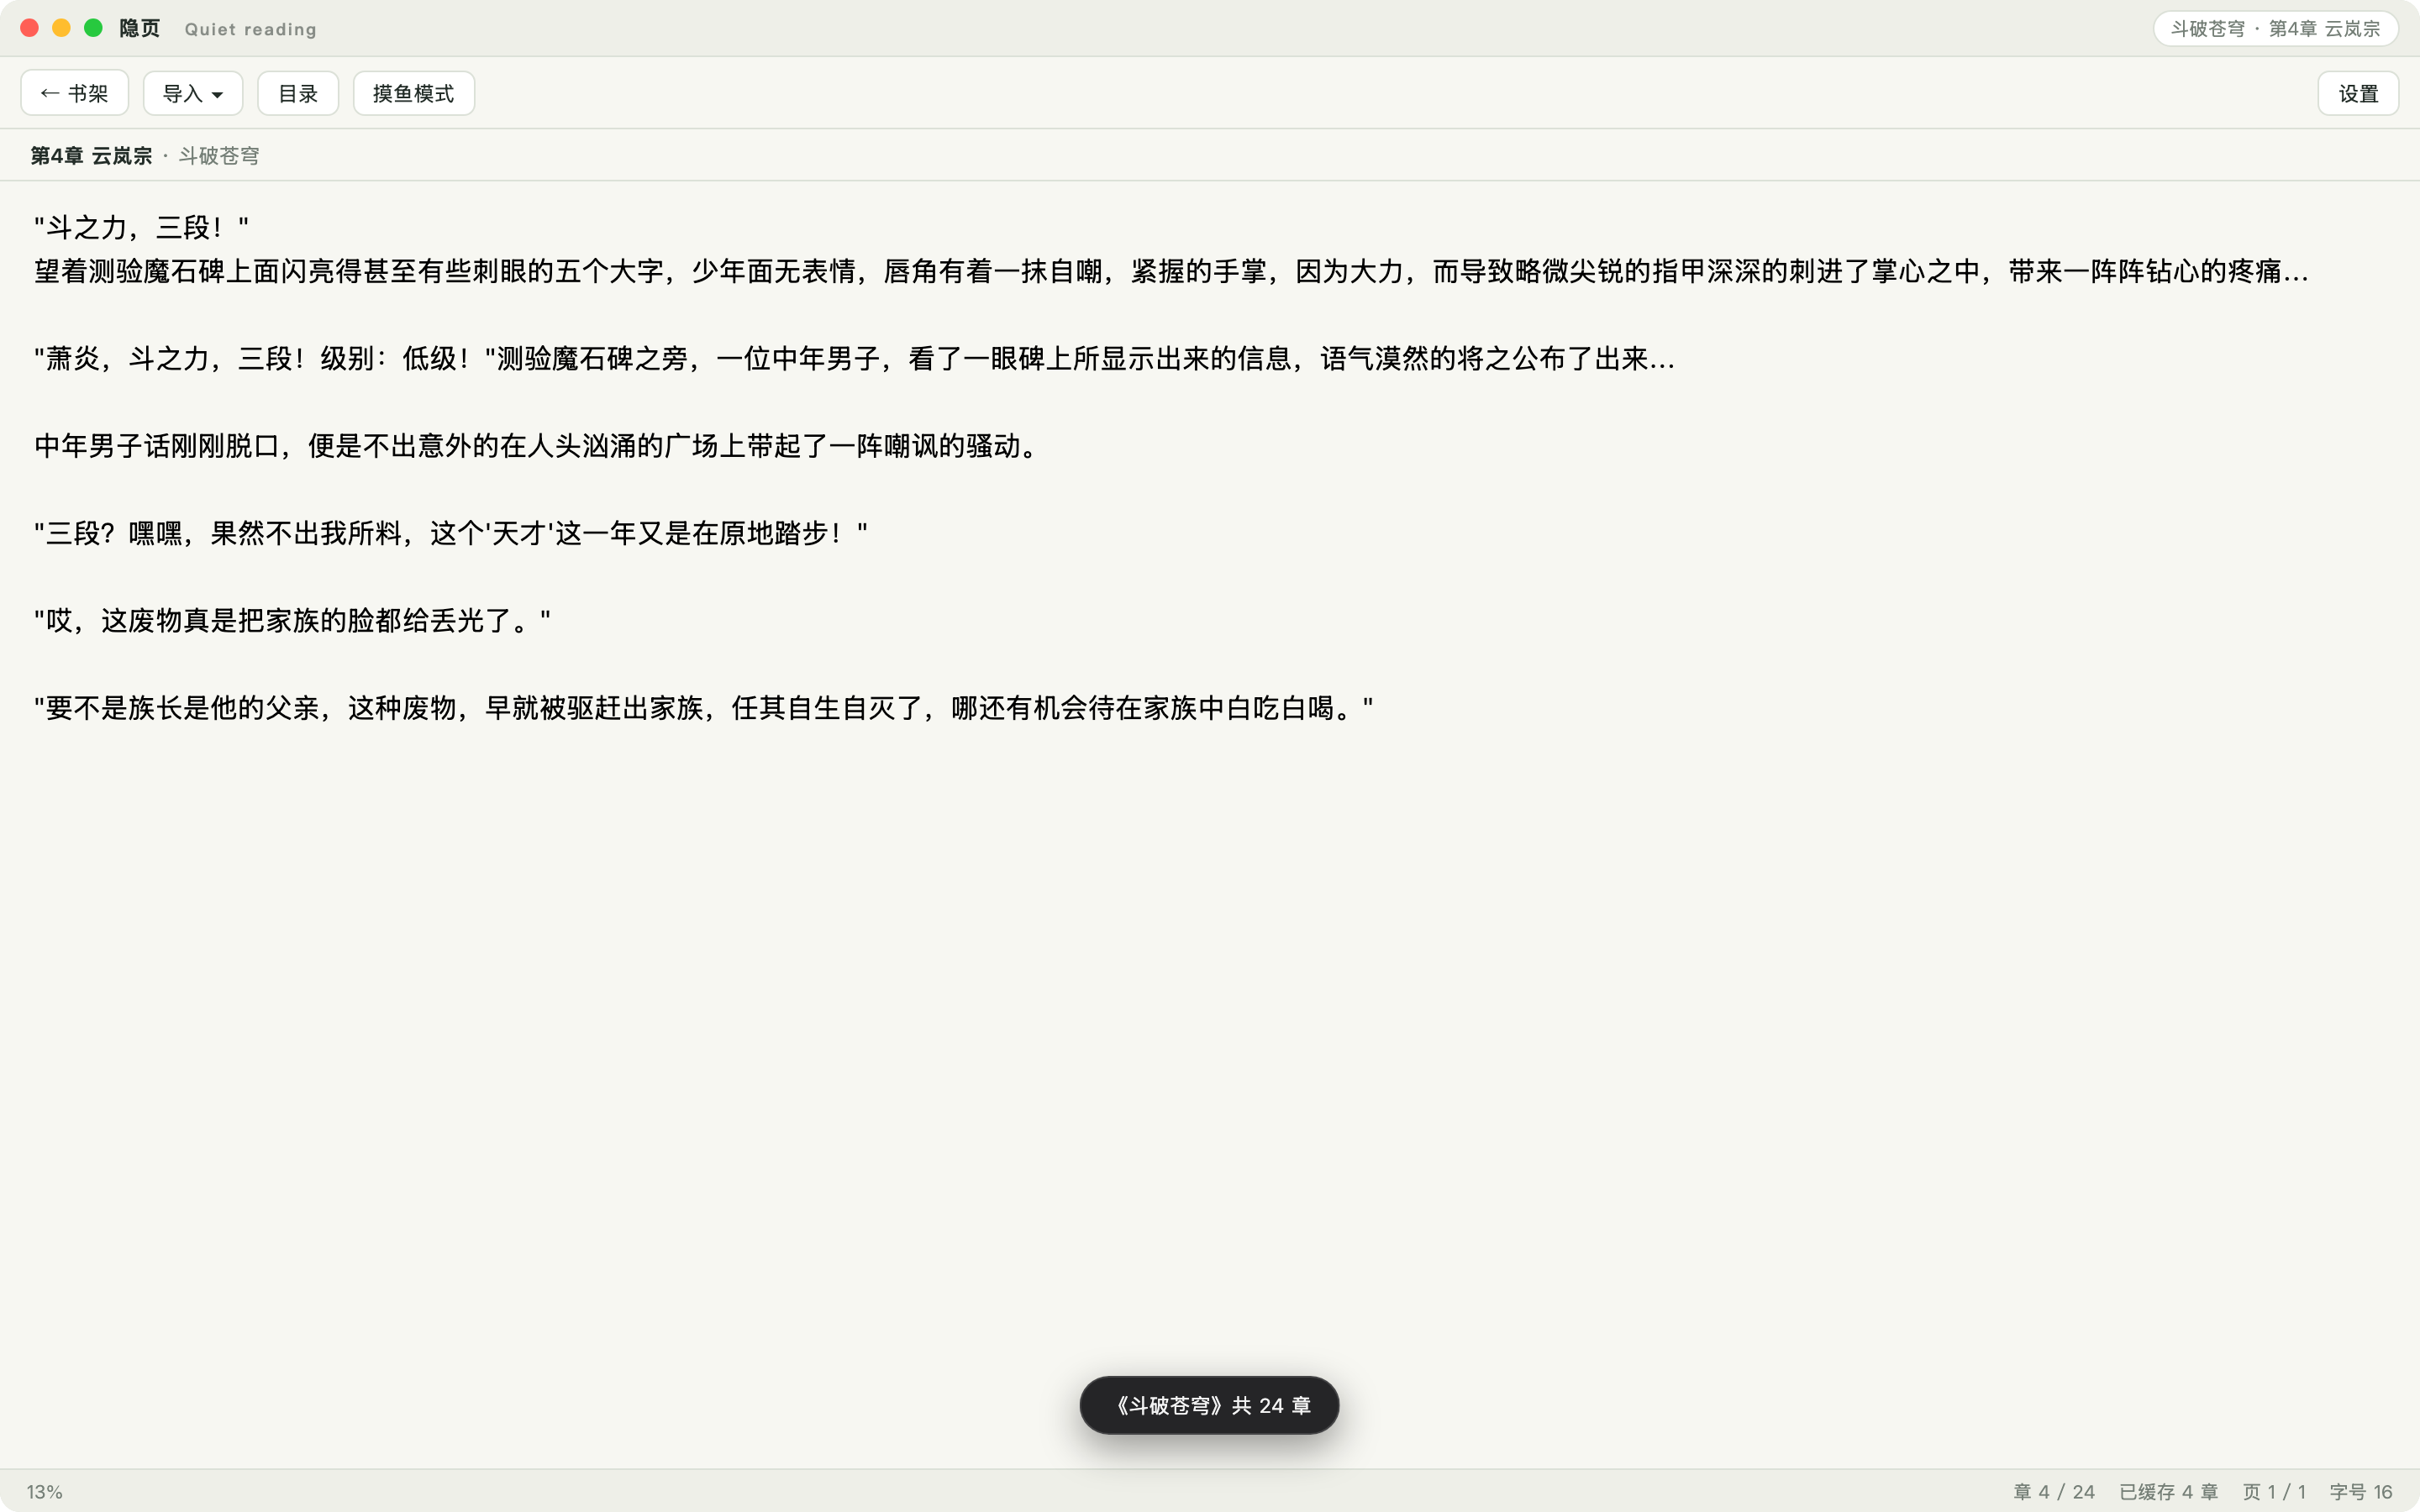 隐页 Quiet reading 斗破苍穹 · 第4章 云岚宗
← 书架 导入 目录 摸鱼模式 设置
第4章 云岚宗 · 斗破苍穹
"斗之力，三段！"
望着测验魔石碑上面闪亮得甚至有些刺眼的五个大字，少年面无表情，唇角有着一抹自嘲，紧握的手掌，因为大力，而导致略微尖锐的指甲深深的刺进了掌心之中，带来一阵阵钻心的疼痛…
"萧炎，斗之力，三段！级别：低级！"测验魔石碑之旁，一位中年男子，看了一眼碑上所显示出来的信息，语气漠然的将之公布了出来…
中年男子话刚刚脱口，便是不出意外的在人头汹涌的广场上带起了一阵嘲讽的骚动。
"三段？嘿嘿，果然不出我所料，这个'天才'这一年又是在原地踏步！"
"哎，这废物真是把家族的脸都给丢光了。"
"要不是族长是他的父亲，这种废物，早就被驱赶出家族，任其自生自灭了，哪还有机会待在家族中白吃白喝。"
《斗破苍穹》共 24 章
13% 章 4 / 24 已缓存 4 章 页 1 / 1 字号 16